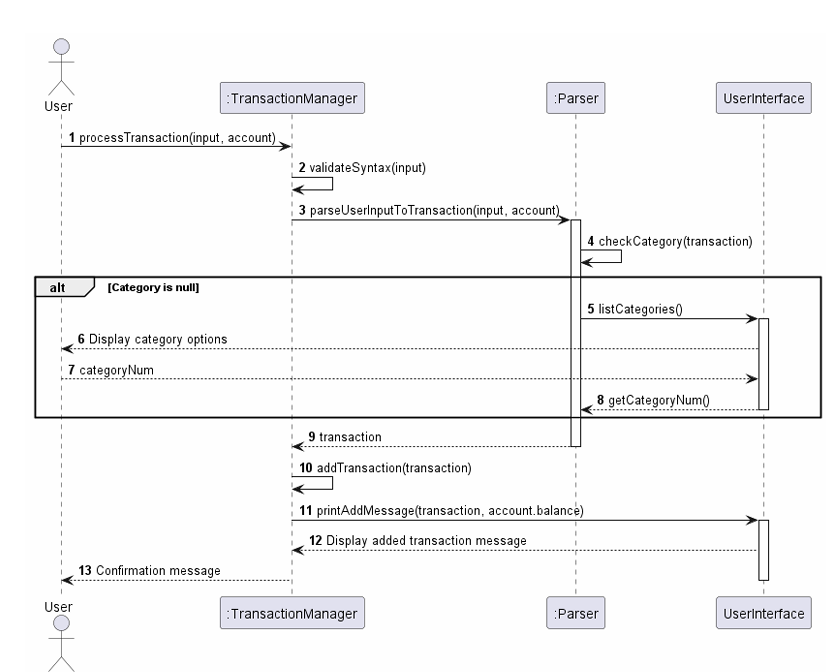 User
:TransactionManager
:Parser
UserInterface
1 processTransaction(input, account)
2 validateSyntax(input)
3 parseUserInputToTransaction(input, account)
4 checkCategory(transaction)
alt [Category is null]
5 listCategories()
6 Display category options
7 categoryNum
8 getCategoryNum()
9 transaction
10 addTransaction(transaction)
11 printAddMessage(transaction, account.balance)
12 Display added transaction message
13 Confirmation message
User
:TransactionManager
:Parser
UserInterface